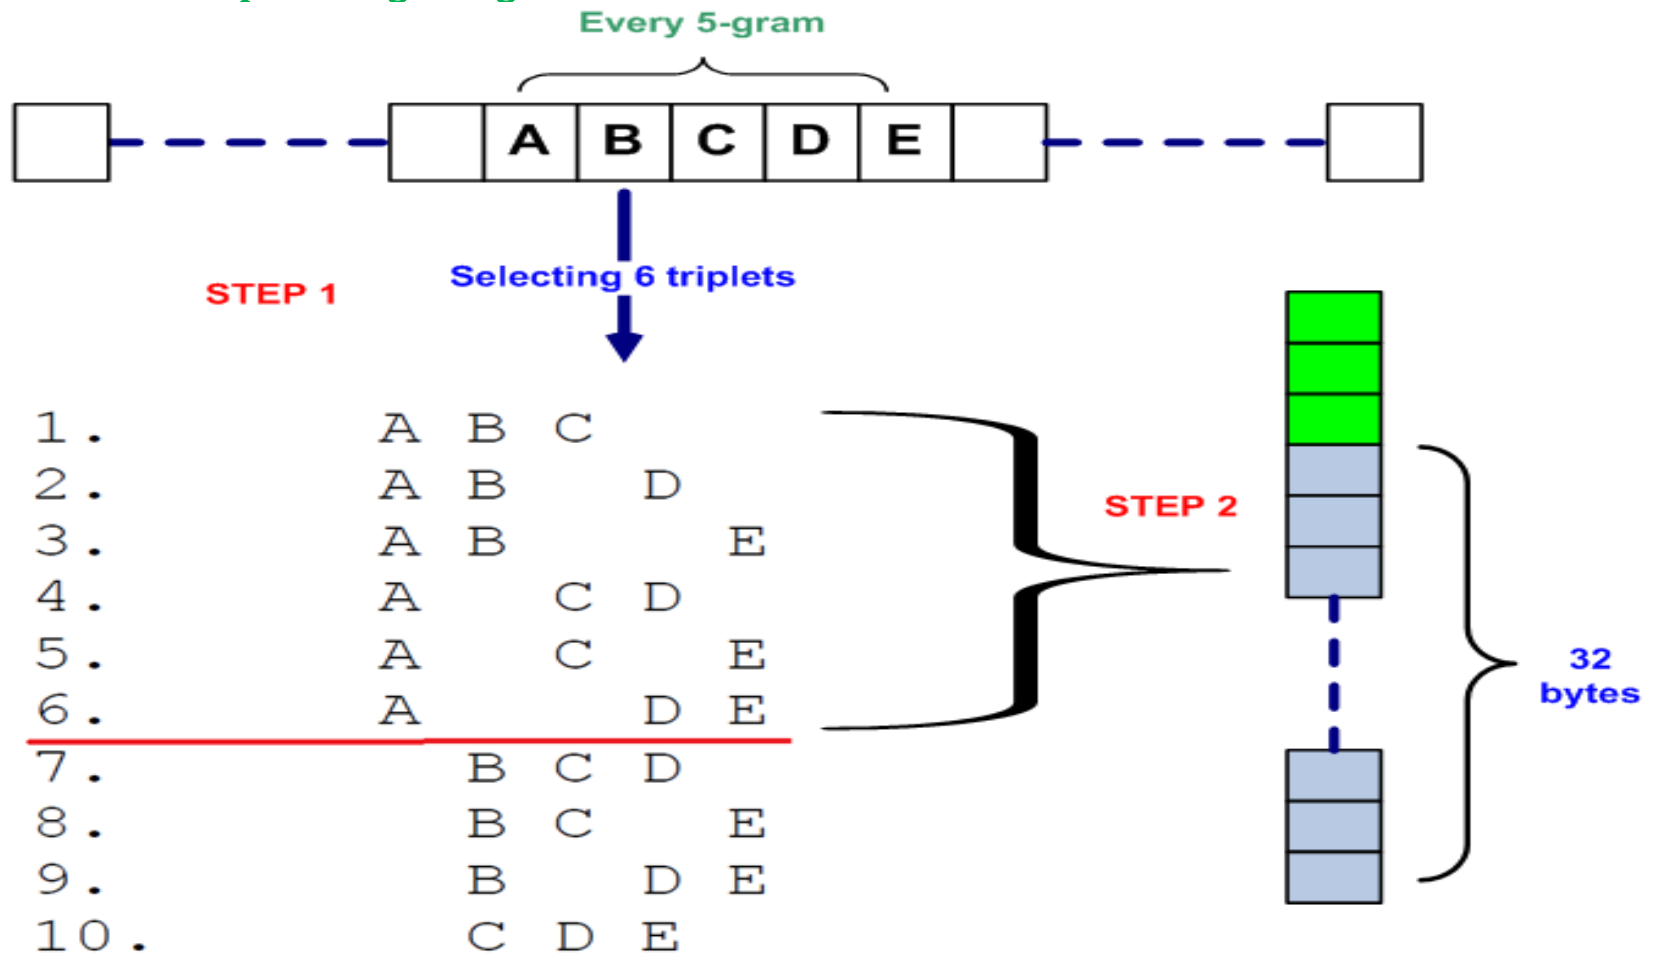 Every 5-gram
A B C D E
Selecting 6 triplets
STEP 1
1. A B C
2. A B D
3. A B E
4. A C D
5. A C E
6. A D E
7. B C D
8. B C E
9. B D E
10. C D E
STEP 2
32
bytes